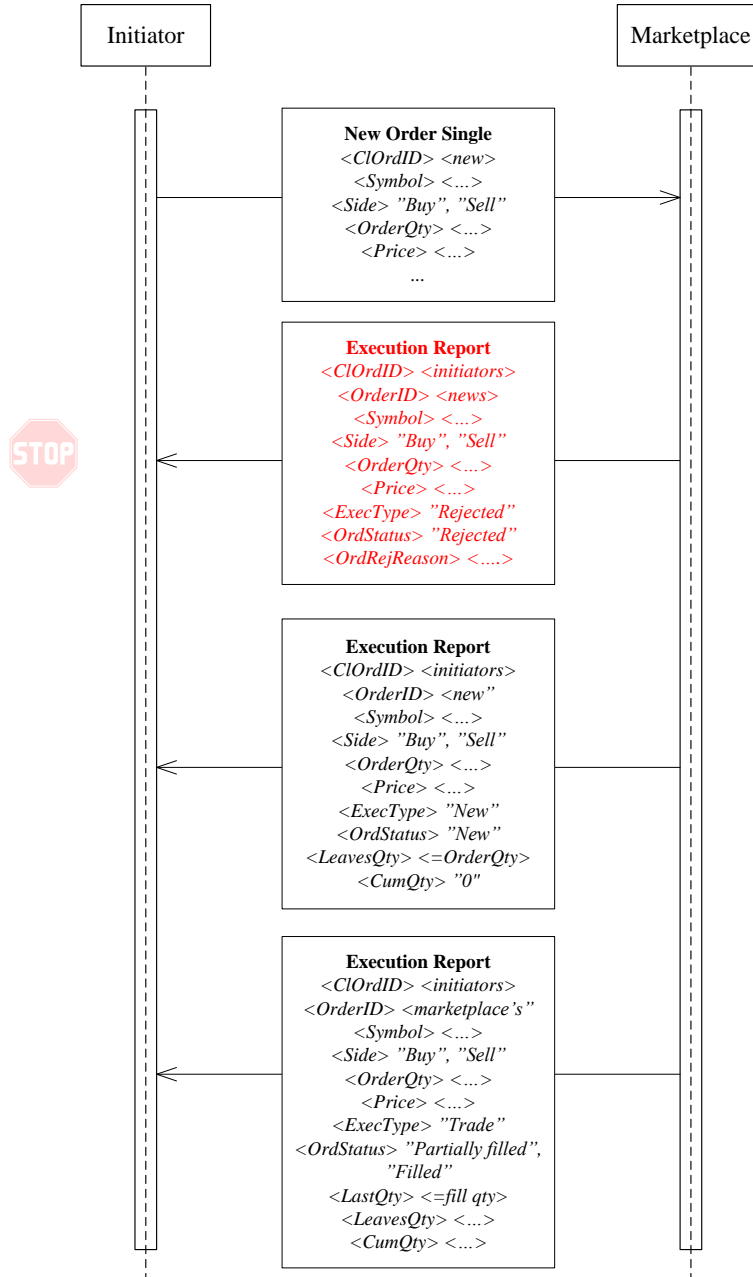 Initiator
Marketplace
New Order Single
<ClOrdID> <new>
<Symbol> <...>
<Side> ”Buy”, ”Sell”
<OrderQty> <...>
<Price> <...>
...
Execution Report
<ClOrdID> <initiators>
<OrderID> <news>
<Symbol> <...>
<Side> ”Buy”, ”Sell”
<OrderQty> <...>
<Price> <...>
<ExecType> ”Rejected”
<OrdStatus> ”Rejected”
<OrdRejReason> <....>
STOP
Execution Report
<ClOrdID> <initiators>
<OrderID> <new”
<Symbol> <...>
<Side> ”Buy”, ”Sell”
<OrderQty> <...>
<Price> <...>
<ExecType> ”New”
<OrdStatus> ”New”
<LeavesQty> <=OrderQty>
<CumQty> ”0"
Execution Report
<ClOrdID> <initiators>
<OrderID> <marketplace’s”
<Symbol> <...>
<Side> ”Buy”, ”Sell”
<OrderQty> <...>
<Price> <...>
<ExecType> ”Trade”
<OrdStatus> ”Partially filled”,
”Filled”
<LastQty> <=fill qty>
<LeavesQty> <...>
<CumQty> <...>